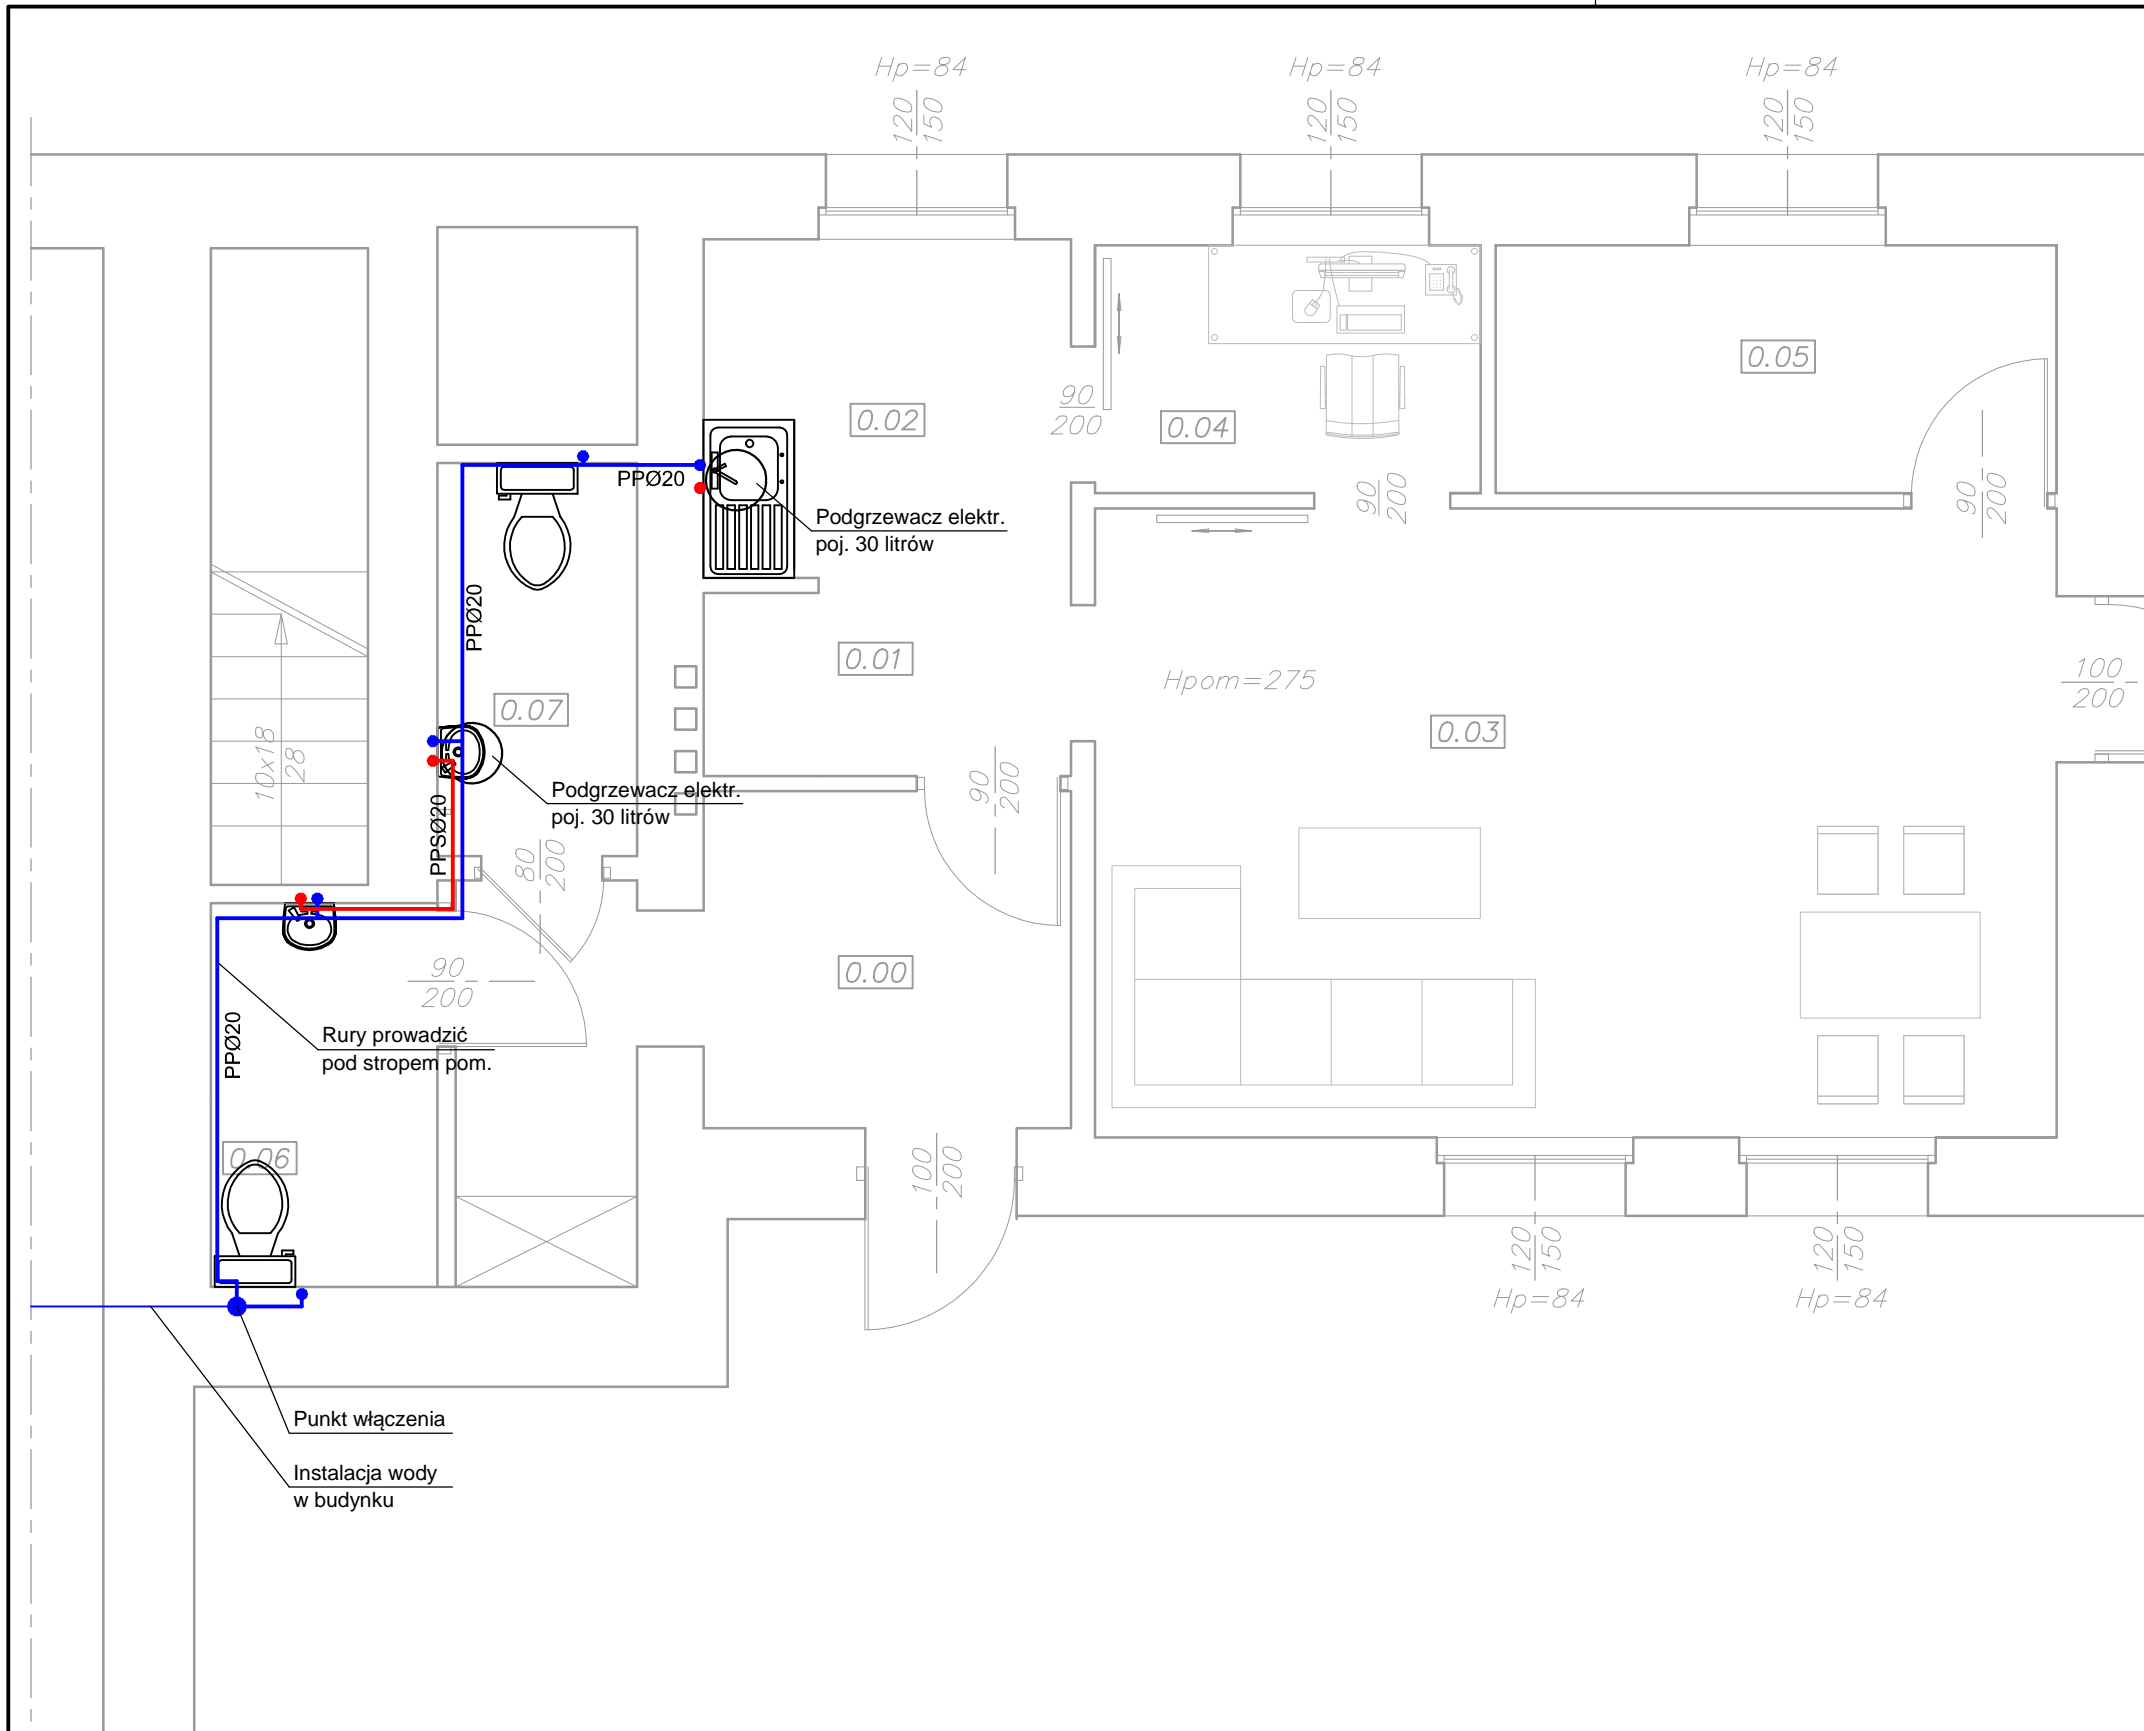 Hp=84
Hp=84
Hp=84
120
150
120
150
120
150
0.05
0.02
90
200
0.04
PPØ20
90
200
90
200
Podgrzewacz elektr.
poj. 30 litrów
PPØ20
0.01
Hpom=275
100
200
0.07
0.03
10x18
28
90
200
Podgrzewacz elektr.
poj. 30 litrów
PPSØ20
80
200
90
200
0.00
PPØ20
Rury prowadzić
pod stropem pom.
0.06
100
200
120
150
120
150
Hp=84
Hp=84
Punkt włączenia
Instalacja wody
w budynku